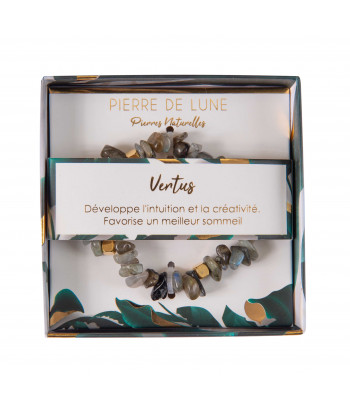 PIERRE DE LUNE
Pierres Naturelles
Vertus
Développe l'intuition et la créativité.
Favorise un meilleur sommeil